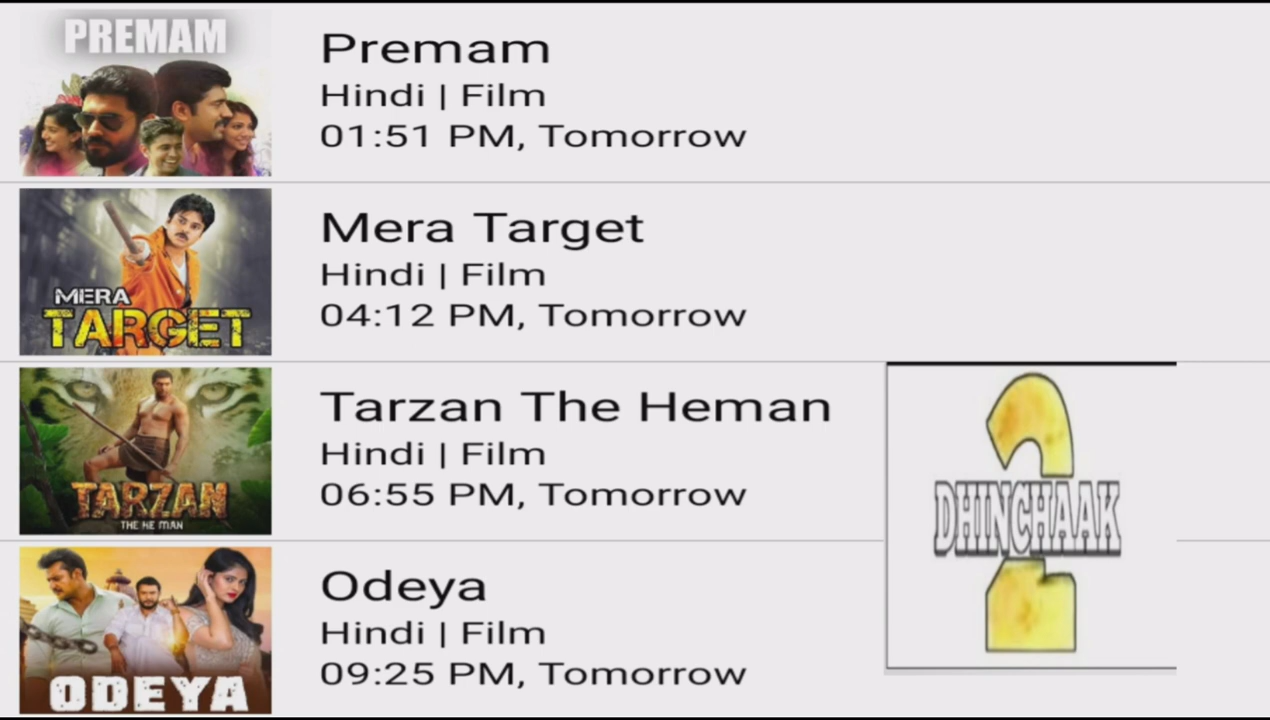 PREMAM
Premam
Hindi | Film
01:51 PM, Tomorrow
MERA
TARGET
Mera Target
Hindi | Film
04:12 PM, Tomorrow
TARZAN
THE HE MAN
Tarzan The Heman
Hindi | Film
06:55 PM, Tomorrow
2
DHINCHAAK
ODEYA
Odeya
Hindi | Film
09:25 PM, Tomorrow